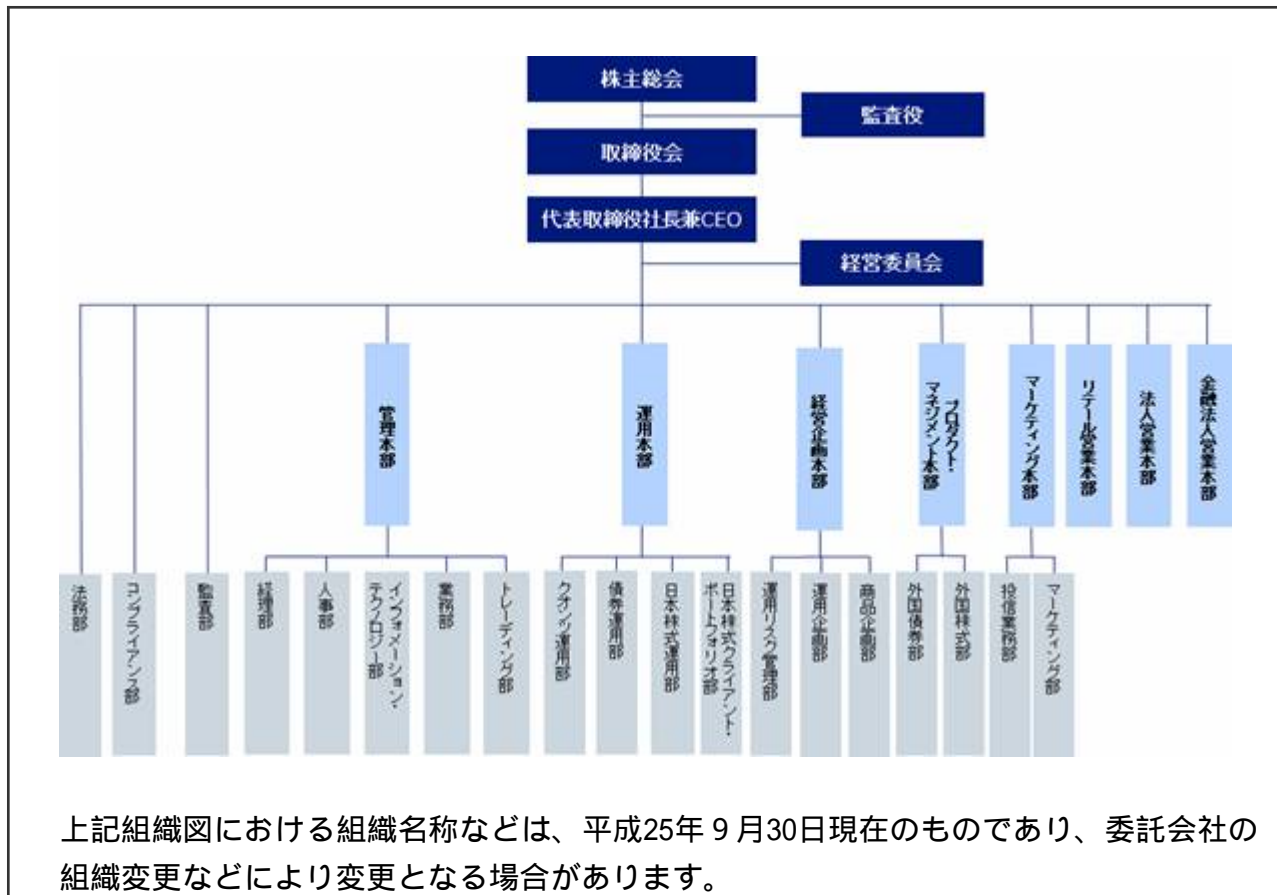 株主総会
監査役
取締役会
代表取締役社長兼CEO
経営委員会
管理本部
運用本部
経営企画本部
プロダクト・
マネジメント本部
マーケティング本部
リテール営業本部
法人営業本部
金融法人営業本部
法務部
コンプライアンス部
監査部
経理部
人事部
インフォメーション・
テクノロジー部
業務部
トレーディング部
クオンツ運用部
債券運用部
日本株式運用部
日本株式クライアント・
ポートフォリオ部
運用リスク管理部
運用企画部
商品企画部
外国債券部
外国株式部
投信業務部
マーケティング部
上記組織図における組織名称などは、平成25年9月30日現在のものであり、委託会社の
組織変更などにより変更となる場合があります。